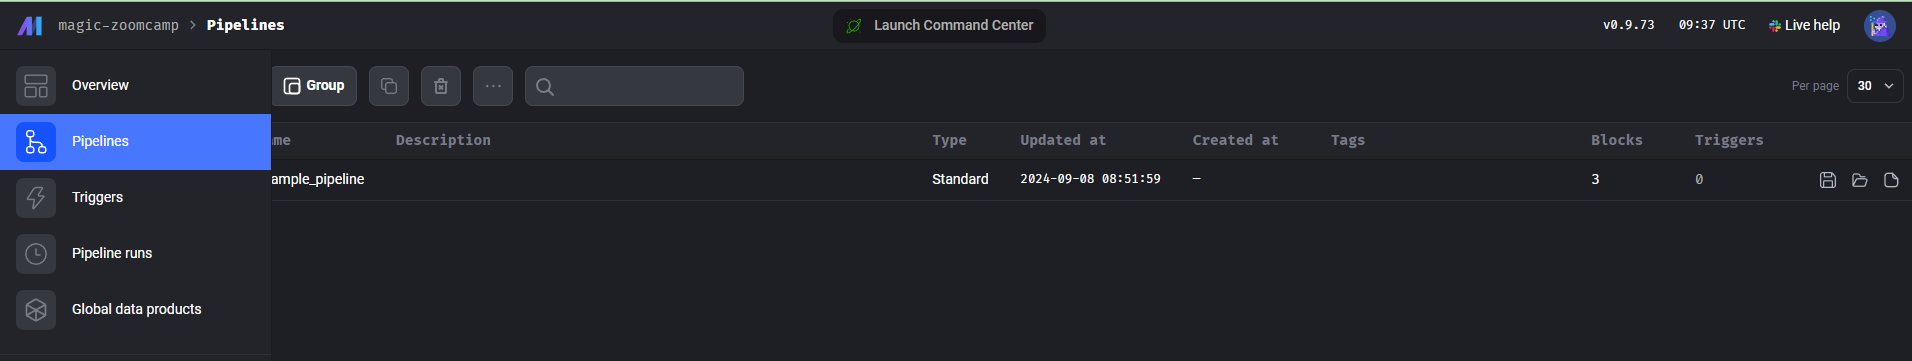 magic-zoomcamp > Pipelines
Launch Command Center
v0.9.73 09:37 UTC Live help
Overview
Pipelines
Triggers
Pipeline runs
Global data products
Group ...
Per page 30
ame Description Type Updated at Created at Tags Blocks Triggers
ample_pipeline Standard 2024-09-08 08:51:59 — 3 0